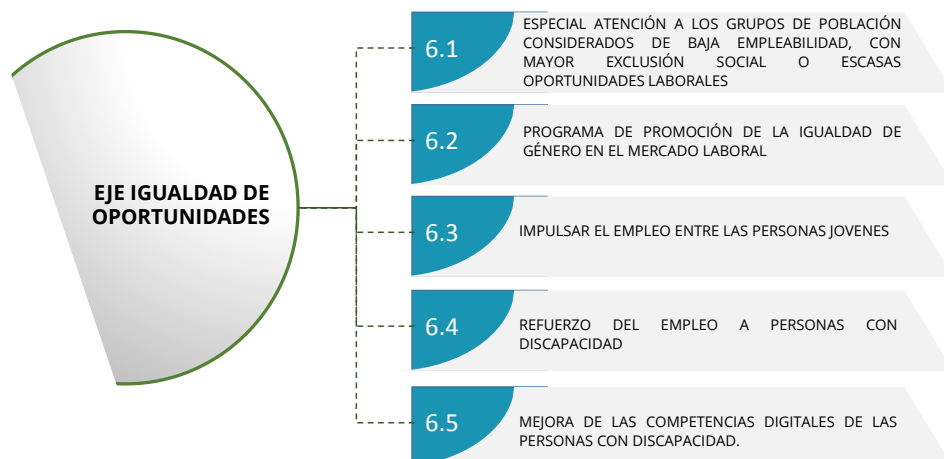 EJE IGUALDAD DE
OPORTUNIDADES
6.1
ESPECIAL ATENCIÓN A LOS GRUPOS DE POBLACIÓN
CONSIDERADOS DE BAJA EMPLEABILIDAD, CON
MAYOR EXCLUSIÓN SOCIAL O ESCASAS
OPORTUNIDADES LABORALES
6.2
PROGRAMA DE PROMOCIÓN DE LA IGUALDAD DE
GÉNERO EN EL MERCADO LABORAL
6.3
IMPULSAR EL EMPLEO ENTRE LAS PERSONAS JOVENES
6.4
REFUERZO DEL EMPLEO A PERSONAS CON
DISCAPACIDAD
6.5
MEJORA DE LAS COMPETENCIAS DIGITALES DE LAS
PERSONAS CON DISCAPACIDAD.